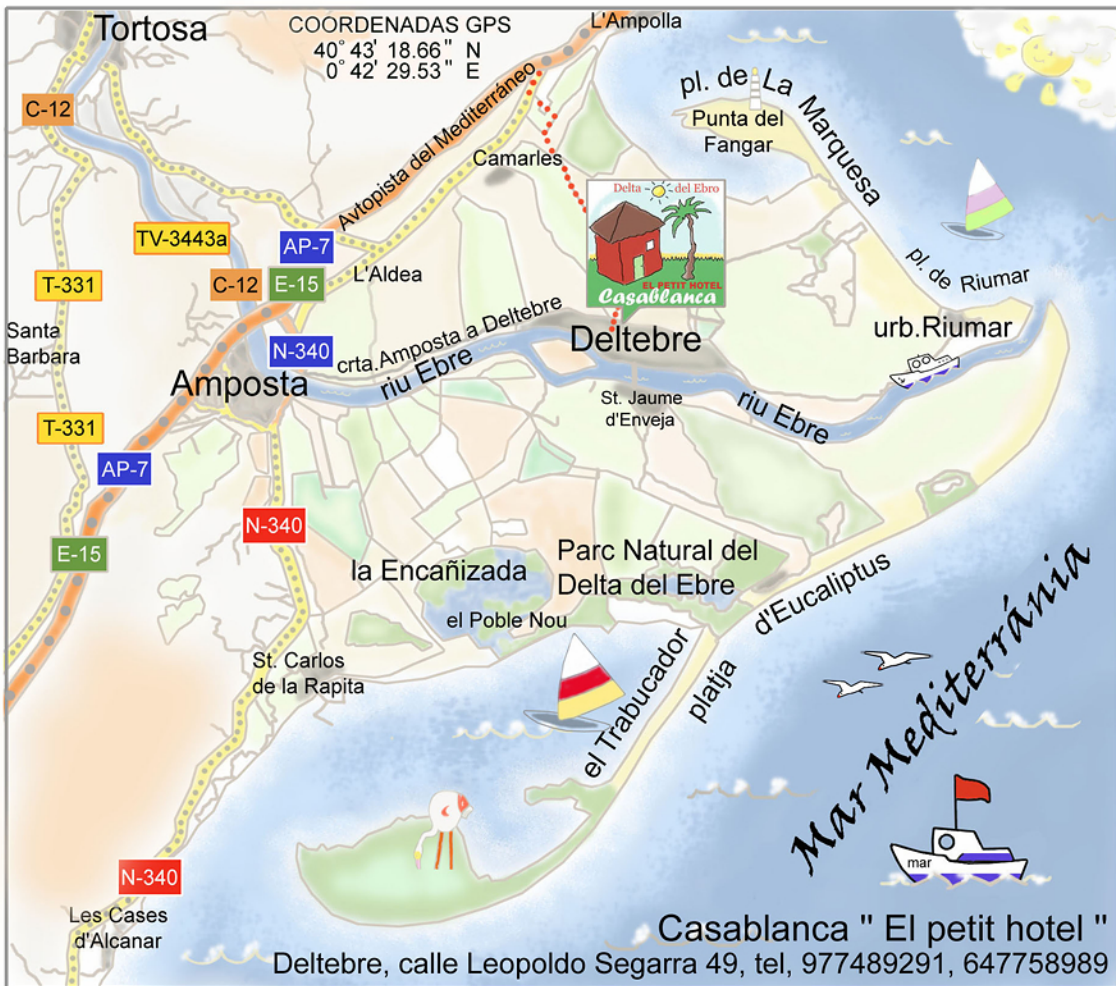 Tortosa
COORDENADAS GPS
40° 43' 18.66" N
0° 42' 29.53" E
L'Ampolla
pl. de La Marquesa
Punta del
Fangar
C-12
Avtopista del Mediterráneo
Camarles
Delta del Ebro
EL PETIT HOTEL
Casablanca
TV-3443a
AP-7
L'Aldea
C-12
E-15
T-331
pl. de Riumar
Santa
Barbara
N-340
crta.Amposta a Deltebre
Deltebre
urb.Riumar
Amposta
riu Ebre
St. Jaume
d'Enveja
riu Ebre
T-331
AP-7
N-340
E-15
la Encañizada
el Poble Nou
Parc Natural del
Delta del Ebre
platja d'Eucaliptus
el Trabucador
St. Carlos
de la Rapita
Mar Mediterránia
mar
N-340
Les Cases
d'Alcanar
Casablanca " El petit hotel "
Deltebre, calle Leopoldo Segarra 49, tel, 977489291, 647758989